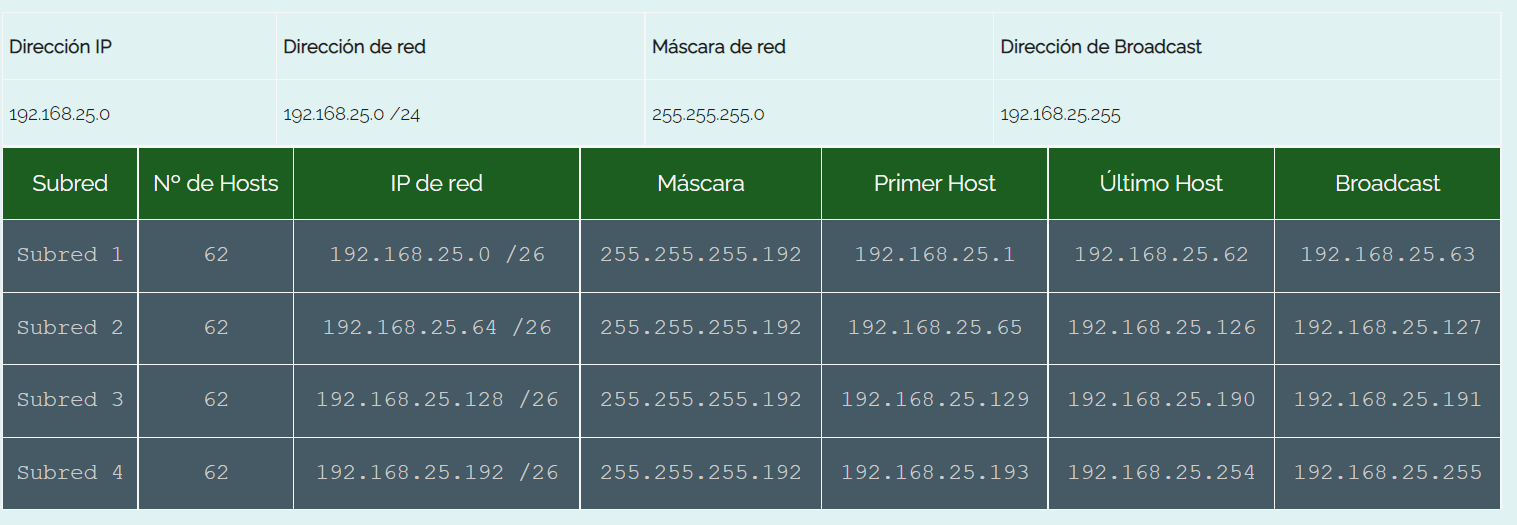 Dirección IP Dirección de red Máscara de red Dirección de Broadcast
192.168.25.0 192.168.25.0 /24 255.255.255.0 192.168.25.255
Subred Nº de Hosts IP de red Máscara Primer Host Último Host Broadcast
Subred 1 62 192.168.25.0 /26 255.255.255.192 192.168.25.1 192.168.25.62 192.168.25.63
Subred 2 62 192.168.25.64 /26 255.255.255.192 192.168.25.65 192.168.25.126 192.168.25.127
Subred 3 62 192.168.25.128 /26 255.255.255.192 192.168.25.129 192.168.25.190 192.168.25.191
Subred 4 62 192.168.25.192 /26 255.255.255.192 192.168.25.193 192.168.25.254 192.168.25.255